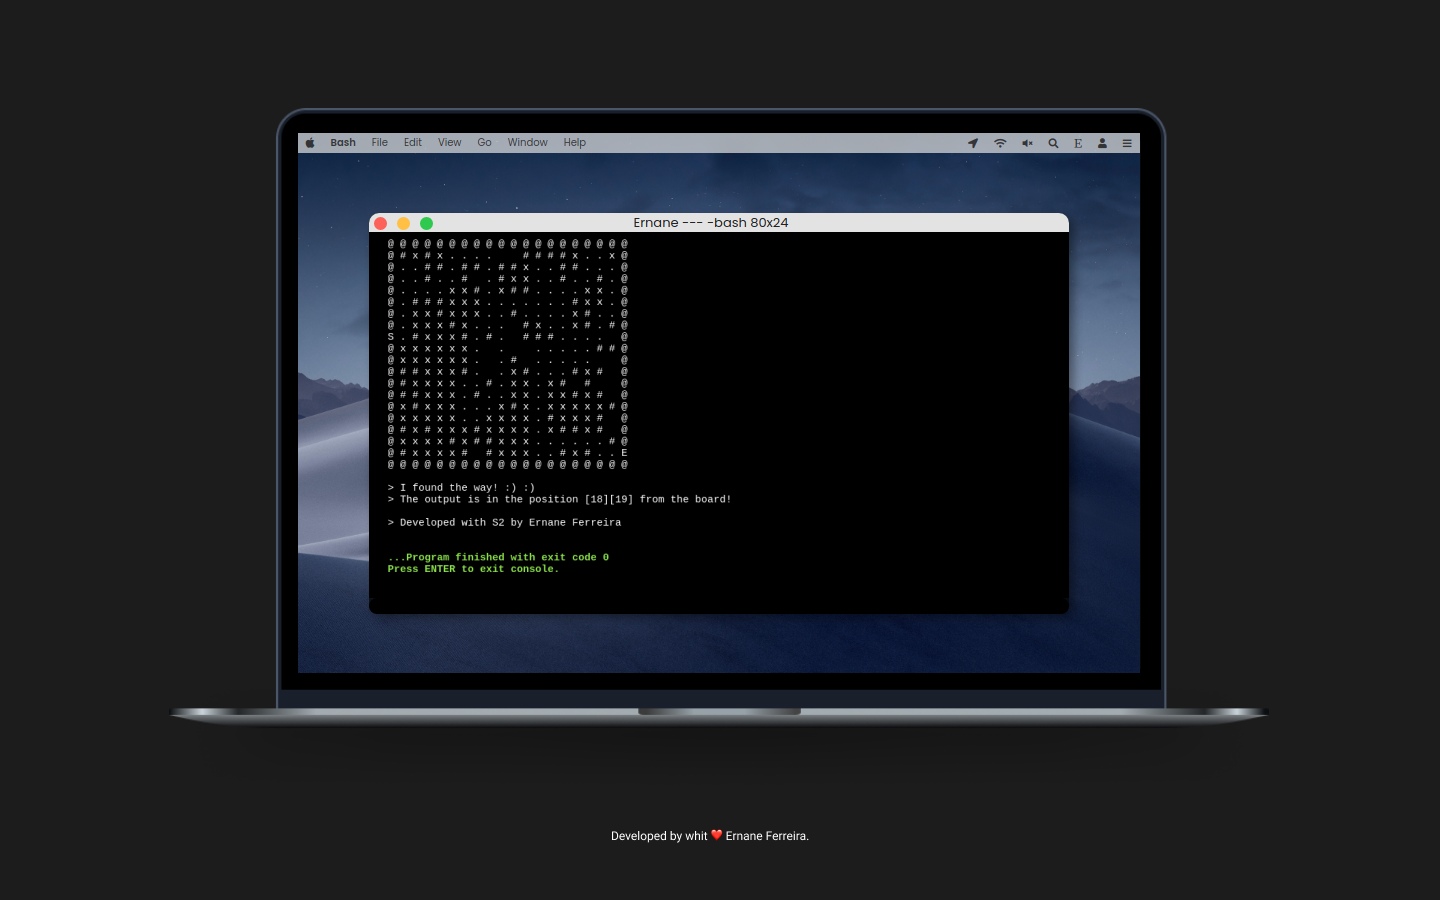 Bash File Edit View Go Window Help E
Ernane --- -bash 80x24
@ @ @ @ @ @ @ @ @ @ @ @ @ @ @ @ @ @ @ @
@ # x # x . . . .     # # # # x . . x @
@ . . # # . # # . # # x . . # # . . . @
@ . . # . . #   . # x x . . # . . # . @
@ . . . . x x # . x # # . . . . x x . @
@ . # # # x x x . . . . . . . # x x . @
@ . x x # x x x . . # . . . . x # . . @
@ . x x x # x . . .   # x . . x # . # @
S . # x x x # . # .   # # # . . . .   @
@ x x x x x x .   .     . . . . . # # @
@ x x x x x x .   . #   . . . . .     @
@ # # x x x # .   . x # . . . # x #   @
@ # x x x x . . # . x x . x #   #     @
@ # # x x x . # . . x x . x x # x #   @
@ x # x x x . . . x # x . x x x x x # @
@ x x x x x . . x x x x . # x x x #   @
@ # x # x x x # x x x x . x # # x #   @
@ x x x x # x # # x x x . . . . . . # @
@ # x x x x #   # x x x . . # x # . . E
@ @ @ @ @ @ @ @ @ @ @ @ @ @ @ @ @ @ @ @
> I found the way! :) :)
> The output is in the position [18][19] from the board!
> Developed with S2 by Ernane Ferreira
...Program finished with exit code 0
Press ENTER to exit console.
Developed by whit ❤️ Ernane Ferreira.